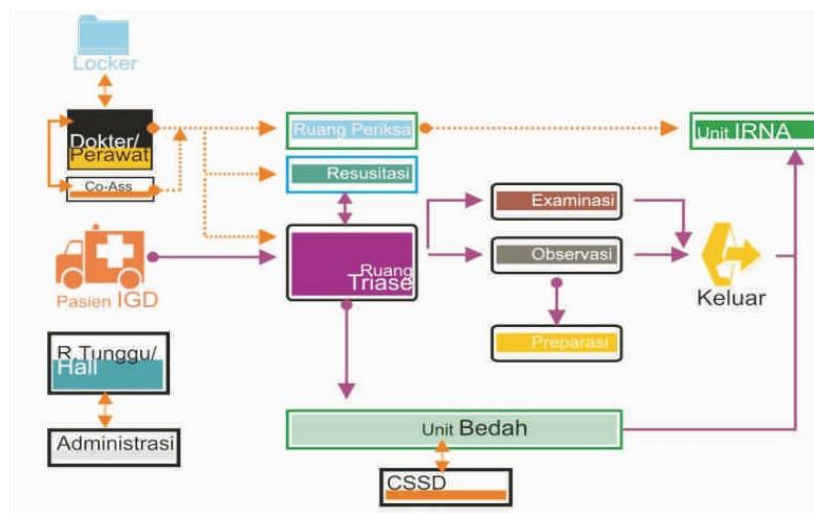 Locker
Dokter/
Perawat
Co-Ass
Ruang Periksa
Unit IRNA
Resusitasi
Examinasi
Pasien IGD
Ruang
Triase
Observasi
Keluar
R.Tunggu/
Hall
Preparasi
Administrasi
Unit Bedah
CSSD